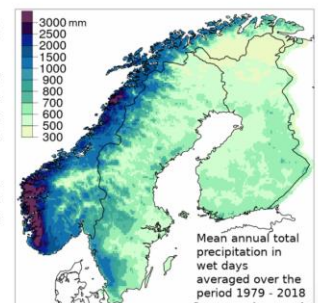 3000 mm
2500
2000
1500
1000
900
800
700
600
500
300
Mean annual total
precipitation in
wet days
averaged over the
period 1979 - 2018